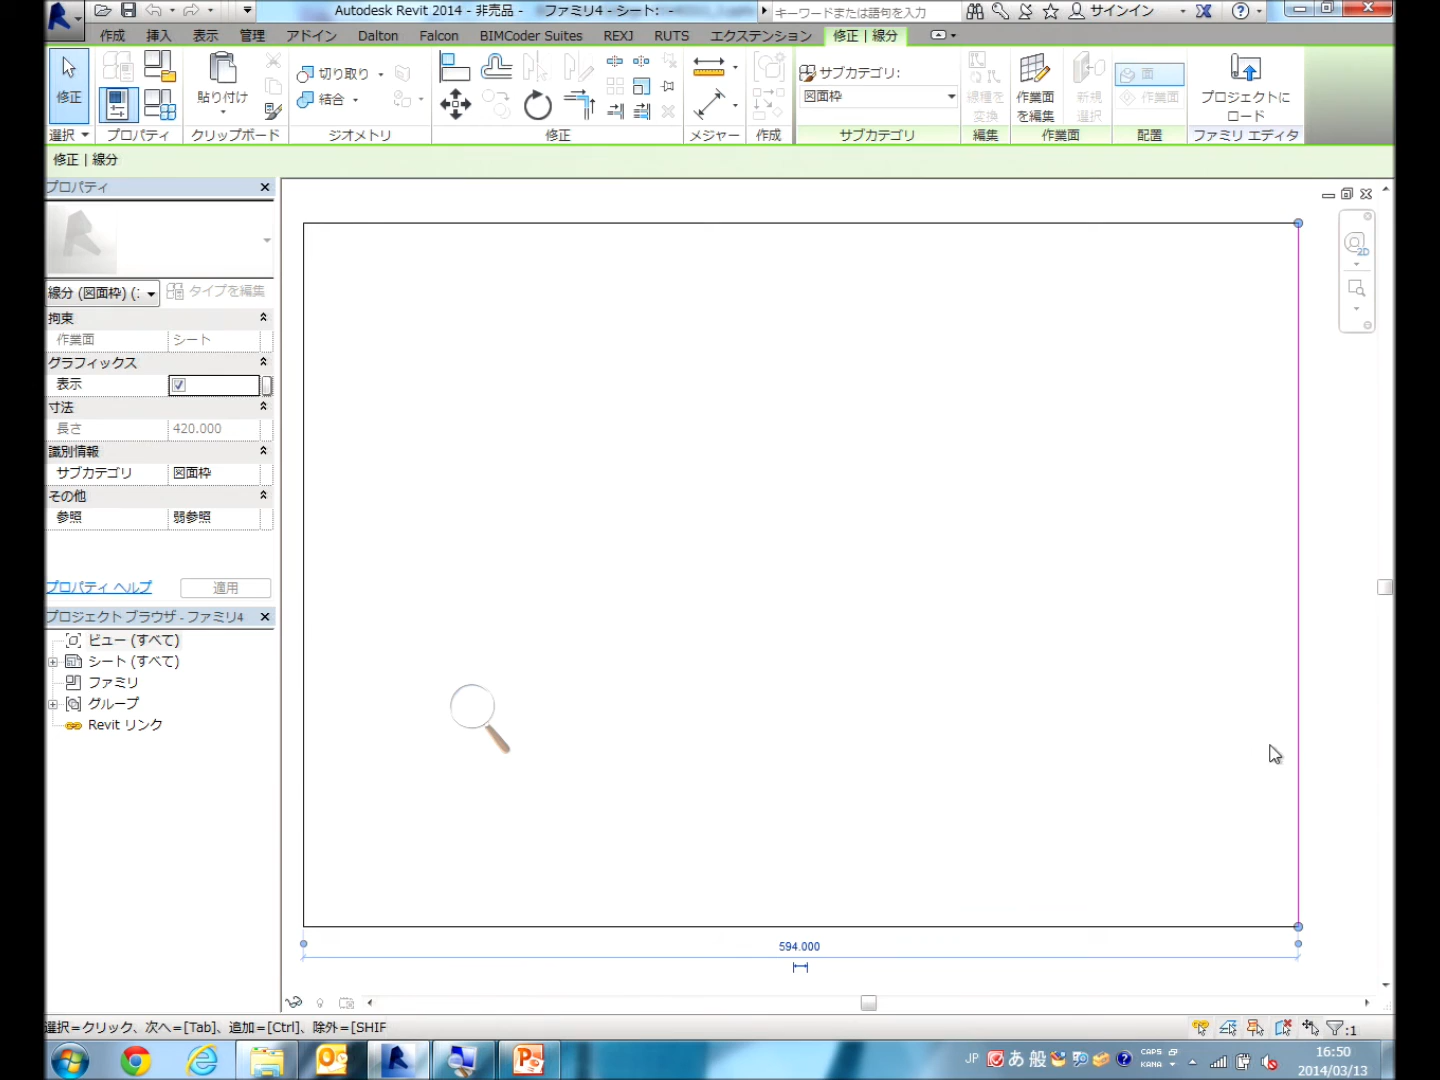 Autodesk Revit 2014 - 非売品 - ファミリ4 - シート: -
キーワードまたは語句を入力
サインイン
作成 挿入 表示 管理 アドイン Dalton Falcon BIMCoder Suites REXJ RUTS エクステンション 修正 | 線分
修正
貼り付け
切り取り
結合
サブカテゴリ:
図面枠
線種を変換
作業面を編集
新規選択
面
作業面
プロジェクトにロード
選択 プロパティ クリップボード ジオメトリ 修正 メジャー 作成 サブカテゴリ 編集 作業面 配置 ファミリ エディタ
修正 | 線分
プロパティ
線分 (図面枠) (:
タイプを編集
拘束
作業面 シート
グラフィックス
表示
寸法
長さ 420.000
識別情報
サブカテゴリ 図面枠
その他
参照 弱参照
プロパティ ヘルプ 適用
プロジェクト ブラウザ - ファミリ4
ビュー (すべて)
シート (すべて)
ファミリ
グループ
Revit リンク
2D
594.000
選択=クリック、次へ=[Tab]、追加=[Ctrl]、除外=[SHIF
:1
JP あ 般 CAPS KANA
16:50
2014/03/13